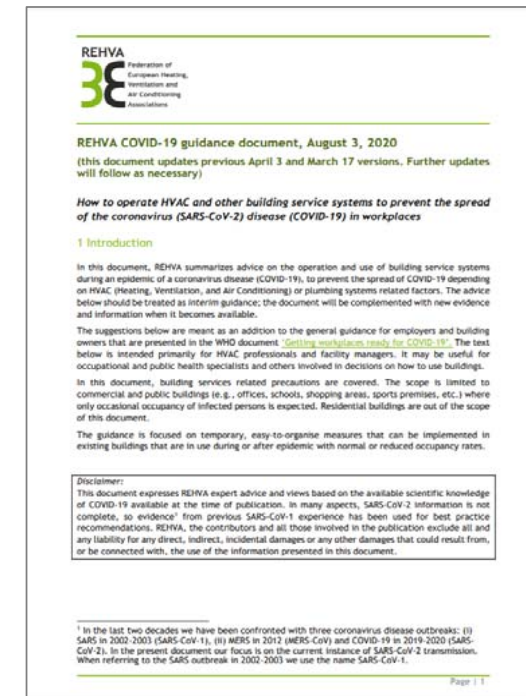 REHVA
Federation of
European Heating,
Ventilation and
Air Conditioning
Associations
REHVA COVID-19 guidance document, August 3, 2020
(this document updates previous April 3 and March 17 versions. Further updates
will follow as necessary)
How to operate HVAC and other building service systems to prevent the spread
of the coronavirus (SARS-CoV-2) disease (COVID-19) in workplaces
1 Introduction
In this document, REHVA summarizes advice on the operation and use of building service systems
during an epidemic of a coronavirus disease (COVID-19), to prevent the spread of COVID-19 depending
on HVAC (Heating, Ventilation, and Air Conditioning) or plumbing systems related factors. The advice
below should be treated as interim guidance; the document will be complemented with new evidence
and information when it becomes available.
The suggestions below are meant as an addition to the general guidance for employers and building
owners that are presented in the WHO document 'Getting workplaces ready for COVID-19'. The text
below is intended primarily for HVAC professionals and facility managers. It may be useful for
occupational and public health specialists and others involved in decisions on how to use buildings.
In this document, building services related precautions are covered. The scope is limited to
commercial and public buildings (e.g., offices, schools, shopping areas, sports premises, etc.) where
only occasional occupancy of infected persons is expected. Residential buildings are out of the scope
of this document.
The guidance is focused on temporary, easy-to-organise measures that can be implemented in
existing buildings that are in use during or after epidemic with normal or reduced occupancy rates.
Disclaimer:
This document expresses REHVA expert advice and views based on the available scientific knowledge
of COVID-19 available at the time of publication. In many aspects, SARS-CoV-2 information is not
complete, so evidence¹ from previous SARS-CoV-1 experience has been used for best practice
recommendations. REHVA, the contributors and all those involved in the publication exclude all and
any liability for any direct, indirect, incidental damages or any other damages that could result from,
or be connected with, the use of the information presented in this document.
¹ In the last two decades we have been confronted with three coronavirus disease outbreaks: (i)
SARS in 2002-2003 (SARS-CoV-1), (ii) MERS in 2012 (MERS-CoV) and COVID-19 in 2019-2020 (SARS-
CoV-2). In the present document our focus is on the current instance of SARS-CoV-2 transmission.
When referring to the SARS outbreak in 2002-2003 we use the name SARS-CoV-1.
Page | 1